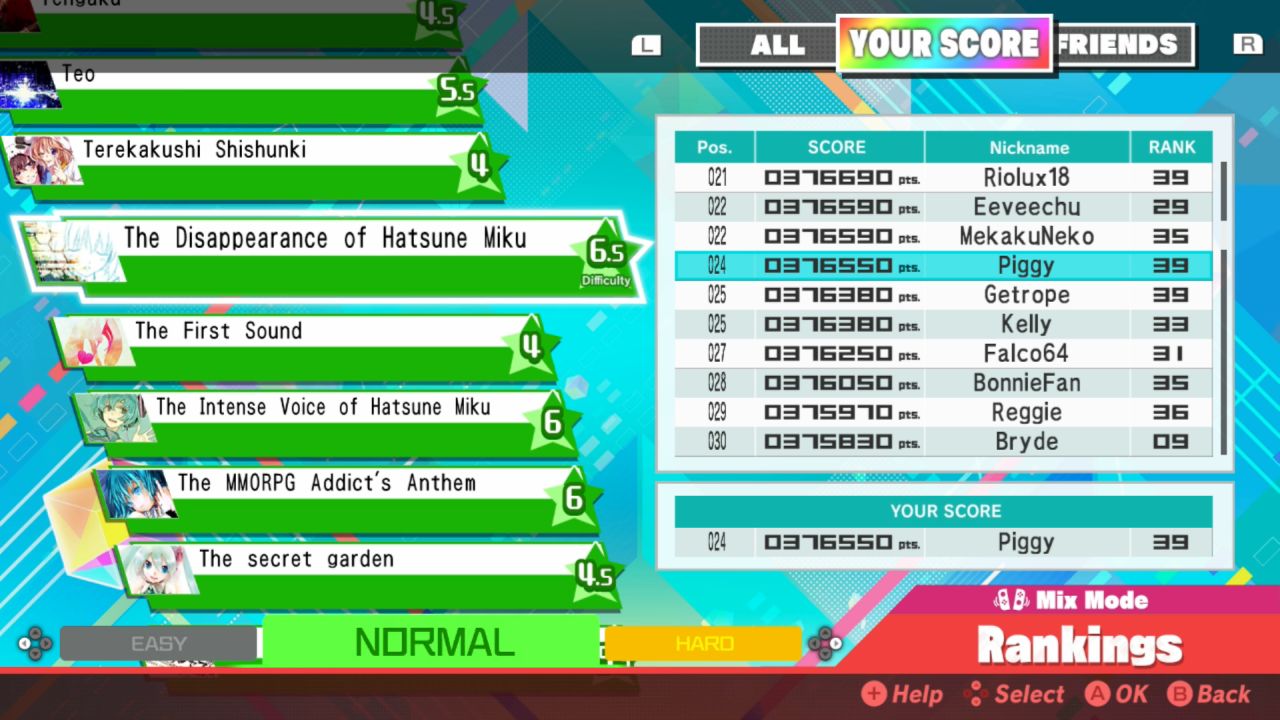 Tengaku
4.5
L
ALL
YOUR SCORE
FRIENDS
R
Teo
5.5
Terekakushi Shishunki
4
The Disappearance of Hatsune Miku
6.5
Difficulty
The First Sound
4
The Intense Voice of Hatsune Miku
6
The MMORPG Addict's Anthem
6
The secret garden
4.5
EASY
NORMAL
HARD
Pos. SCORE Nickname RANK
021 0376690 pts. Riolux18 39
022 0376590 pts. Eeveechu 29
022 0376590 pts. MekakuNeko 35
024 0376550 pts. Piggy 39
025 0376380 pts. Getrope 39
025 0376380 pts. Kelly 33
027 0376250 pts. Falco64 31
028 0376050 pts. BonnieFan 35
029 0375970 pts. Reggie 36
030 0375830 pts. Bryde 09
YOUR SCORE
024 0376550 pts. Piggy 39
Mix Mode
Rankings
+ Help Select A OK B Back